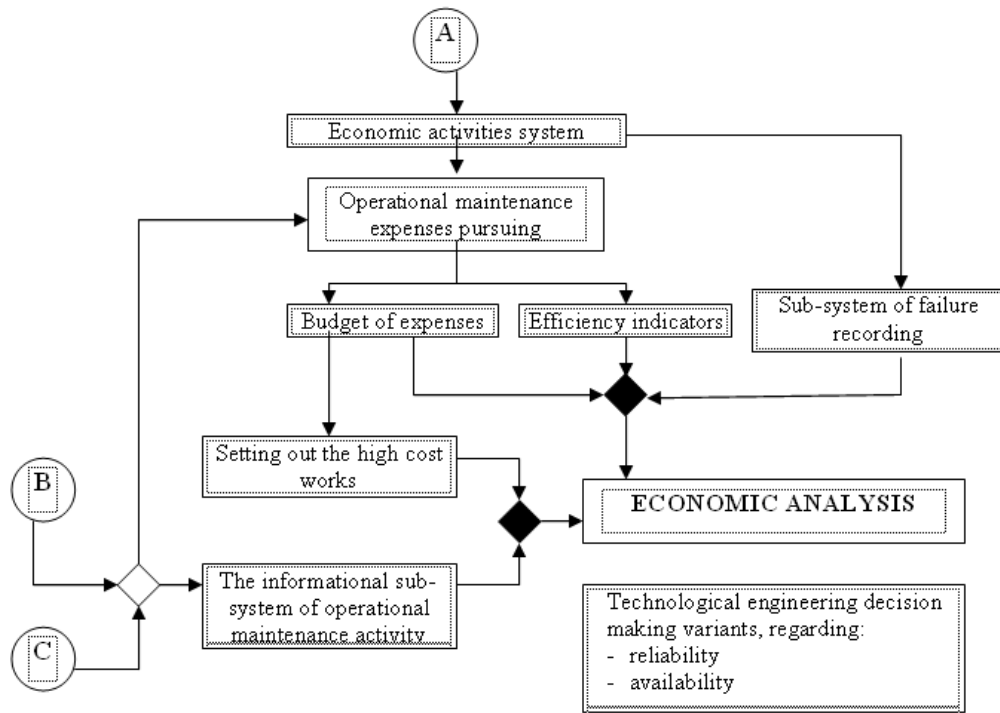 A
Economic activities system
Operational maintenance
expenses pursuing
Budget of expenses
Efficiency indicators
Sub-system of failure
recording
Setting out the high cost
works
B
ECONOMIC ANALYSIS
The informational sub-
system of operational
maintenance activity
C
Technological engineering decision
making variants, regarding:
- reliability
- availability